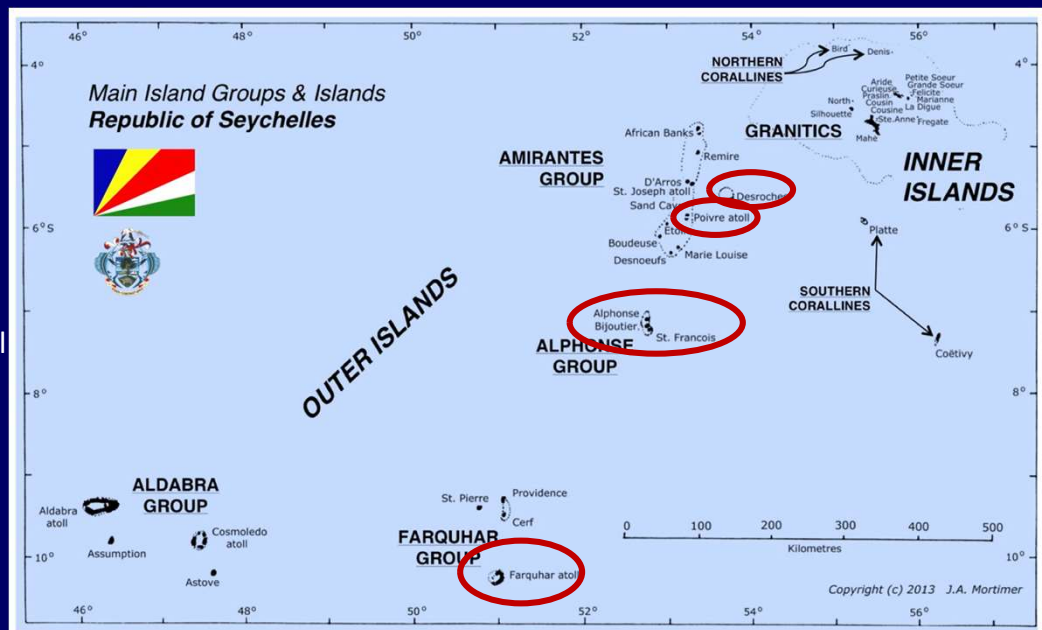 46° 48° 50° 52° 54° 56°
4°
4°
Main Island Groups & Islands
Republic of Seychelles
NORTHERN
CORALLINES
Bird
Denis
Petite Soeur
Grande Soeur
Aride
Curieuse
Felicite
Praslin
Marianne
Cousin
La Digue
Cousine
North
Silhouette
Ste.Anne
Fregate
Mahe
GRANITICS
INNER
ISLANDS
African Banks
Remire
AMIRANTES
GROUP
D'Arros
St. Joseph atoll
Desroches
Sand Cay
Poivre atoll
Etoile
Boudeuse
Marie Louise
Desnoeufs
6°S
6°S
Platte
SOUTHERN
CORALLINES
Coëtivy
OUTER ISLANDS
Alphonse
Bijoutier
St. Francois
ALPHONSE
GROUP
8°
8°
ALDABRA
GROUP
Aldabra
atoll
Assumption
Cosmoledo
atoll
Astove
St. Pierre
Providence
Cerf
FARQUHAR
GROUP
Farquhar atoll
0 100 200 300 400 500
Kilometres
10°
10°
Copyright (c) 2013 J.A. Mortimer
46° 48° 50° 52° 54° 56°